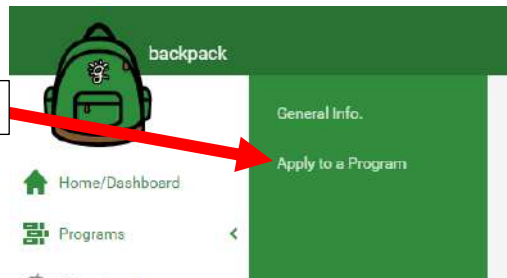 backpack
General Info.
Apply to a Program
Home/Dashboard
Programs